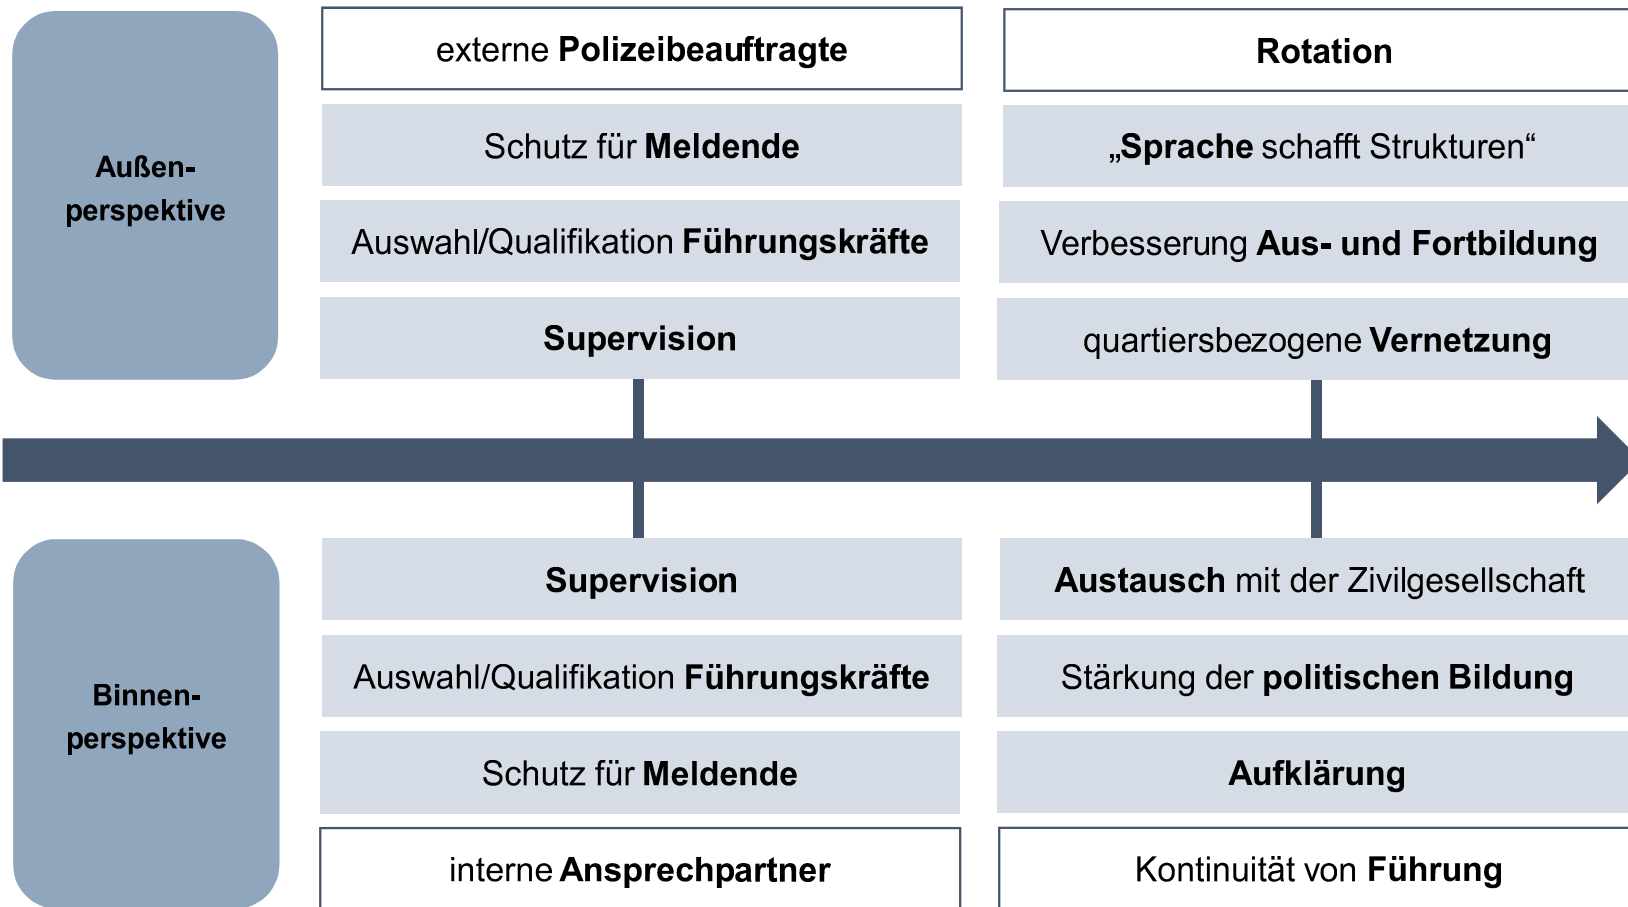 Außen-
perspektive
externe Polizeibeauftragte
Schutz für Meldende
Auswahl/Qualifikation Führungskräfte
Supervision
Rotation
„Sprache schafft Strukturen“
Verbesserung Aus- und Fortbildung
quartiersbezogene Vernetzung
Binnen-
perspektive
Supervision
Auswahl/Qualifikation Führungskräfte
Schutz für Meldende
interne Ansprechpartner
Austausch mit der Zivilgesellschaft
Stärkung der politischen Bildung
Aufklärung
Kontinuität von Führung